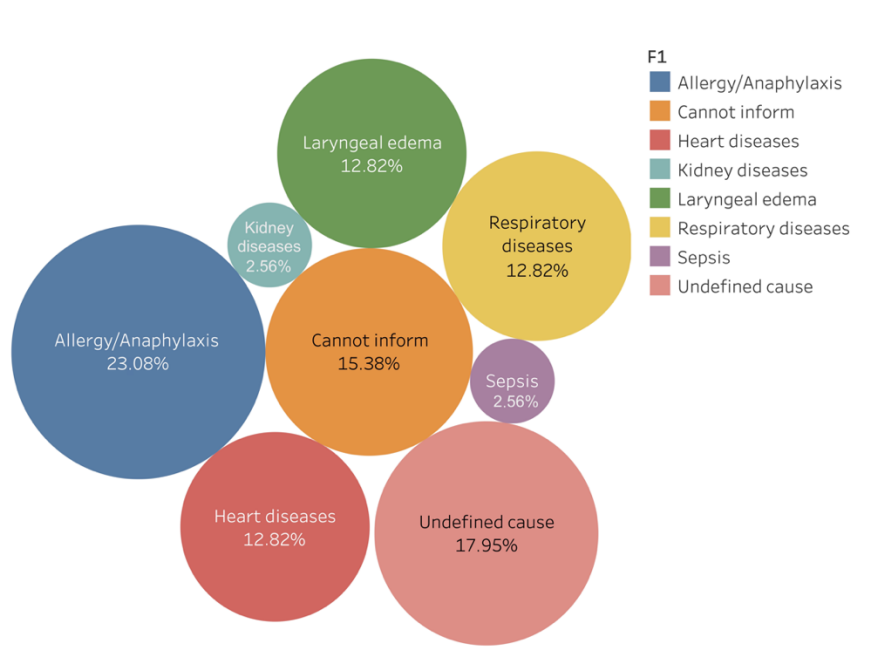 F1
Allergy/Anaphylaxis
Cannot inform
Heart diseases
Kidney diseases
Laryngeal edema
Respiratory diseases
Sepsis
Undefined cause
Laryngeal edema
12.82%
Kidney
diseases
2.56%
Respiratory
diseases
12.82%
Allergy/Anaphylaxis
23.08%
Cannot inform
15.38%
Sepsis
2.56%
Heart diseases
12.82%
Undefined cause
17.95%